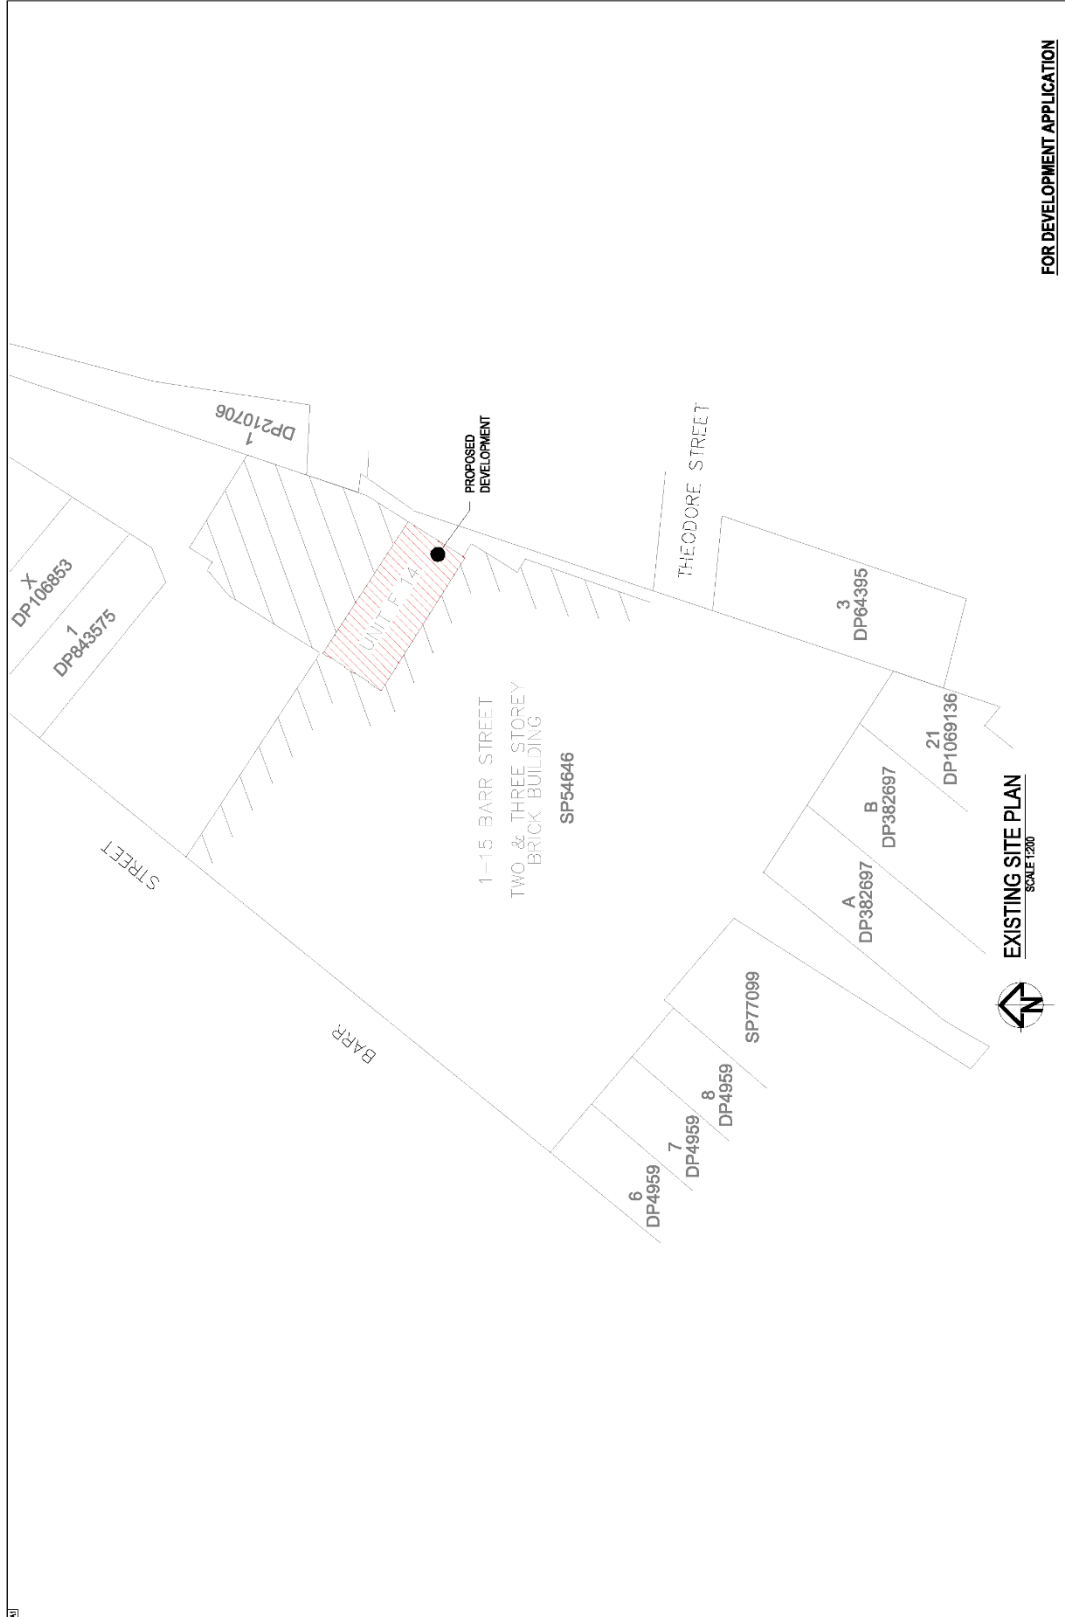 FOR DEVELOPMENT APPLICATION
X
DP106853
1
DP843575
1
DP210706
UNIT F 14
PROPOSED
DEVELOPMENT
THEODORE STREET
STREET
BARR
1-15 BARR STREET
TWO & THREE STOREY
BRICK BUILDING
SP54646
3
DP64395
21
DP1069136
B
DP382697
A
DP382697
SP77099
8
DP4959
7
DP4959
6
DP4959
N
EXISTING SITE PLAN
SCALE 1:200